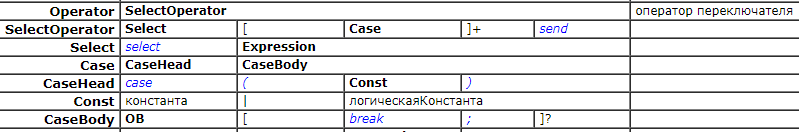 Operator SelectOperator оператор переключателя
SelectOperator Select [ Case ]+ send
Select select Expression
Case CaseHead CaseBody
CaseHead case ( Const )
Const константа | логическаяКонстанта
CaseBody OB [ break ; ]?